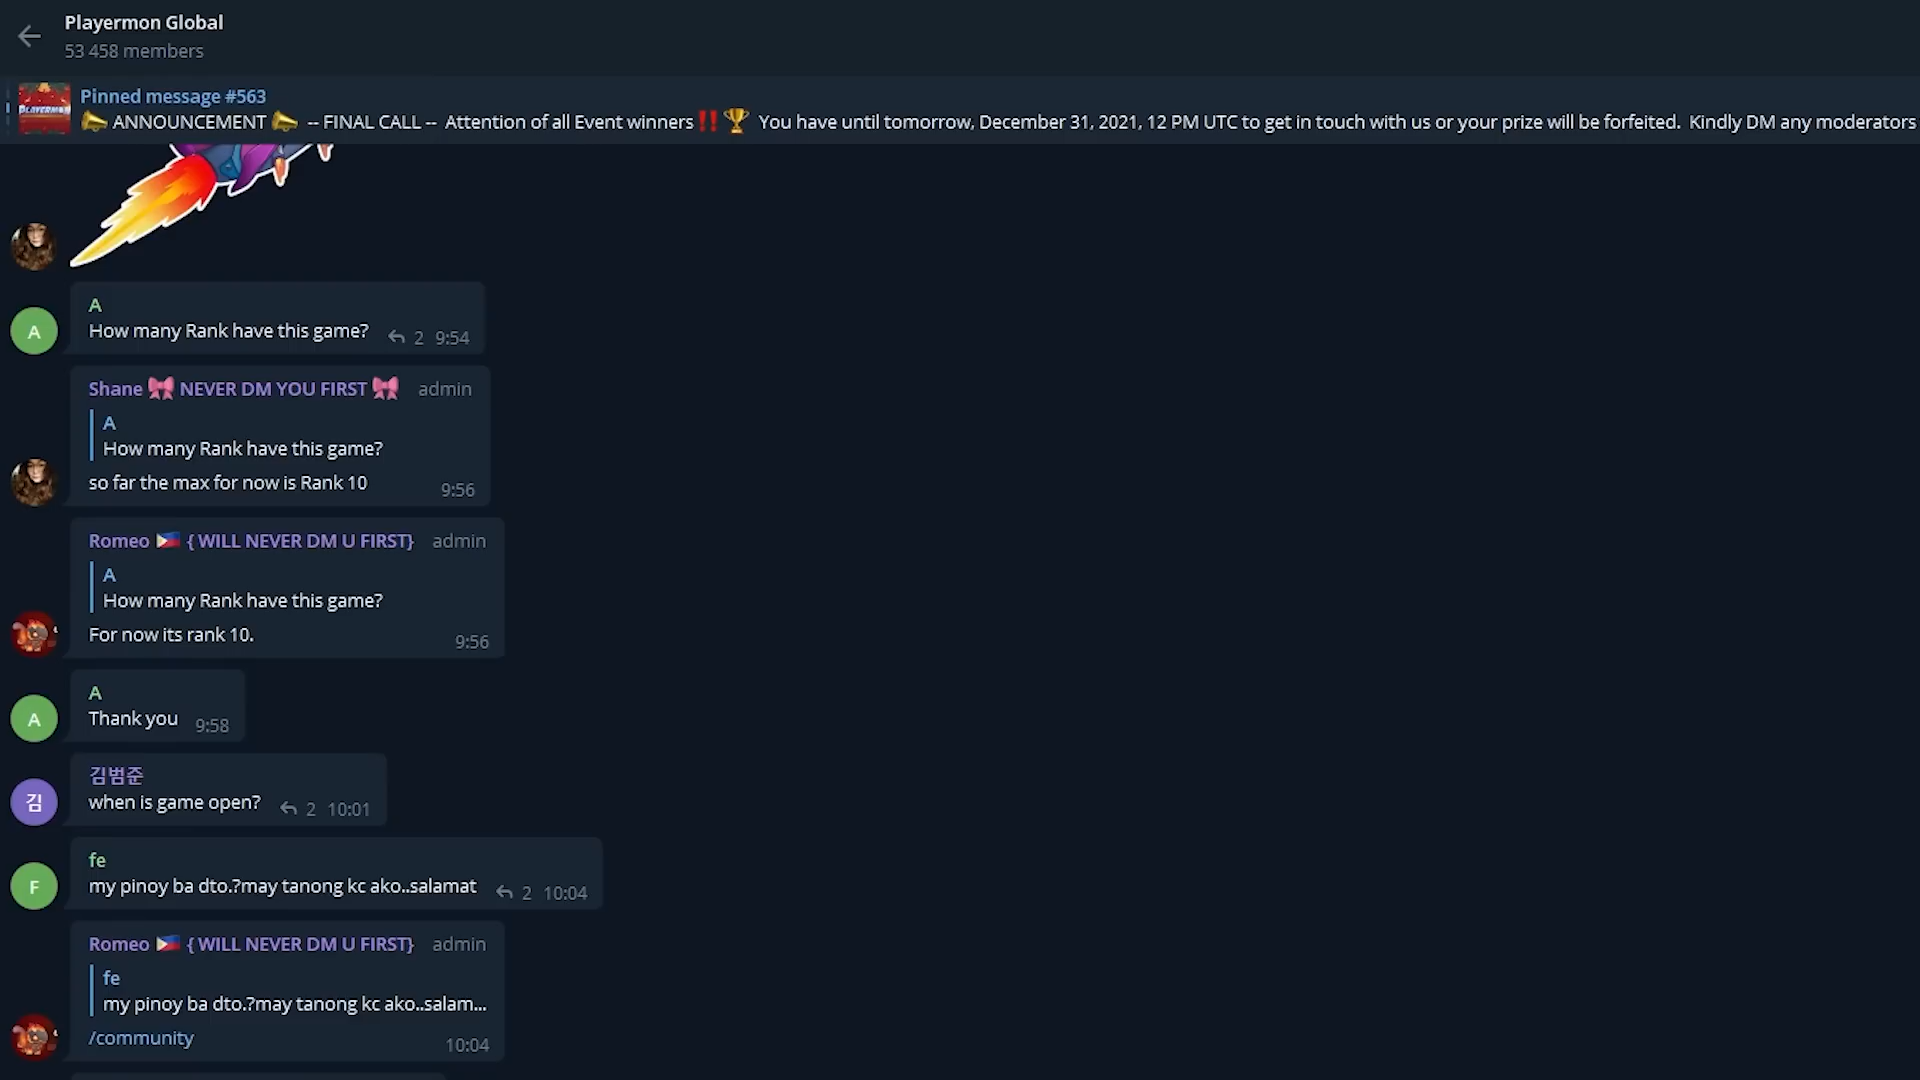 Playermon Global
53 458 members
Pinned message #563
📣 ANNOUNCEMENT 📣 -- FINAL CALL -- Attention of all Event winners ‼️🏆 You have until tomorrow, December 31, 2021, 12 PM UTC to get in touch with us or your prize will be forfeited. Kindly DM any moderators
PLAYERMON
A
How many Rank have this game? 2 9:54
A
Shane 🎀 NEVER DM YOU FIRST 🎀 admin
A
How many Rank have this game?
so far the max for now is Rank 10 9:56
Romeo 🇵🇭 { WILL NEVER DM U FIRST} admin
A
How many Rank have this game?
For now its rank 10. 9:56
A
Thank you 9:58
A
김범준
when is game open? 2 10:01
김
fe
my pinoy ba dto.?may tanong kc ako..salamat 2 10:04
F
Romeo 🇵🇭 { WILL NEVER DM U FIRST} admin
fe
my pinoy ba dto.?may tanong kc ako..salam...
/community 10:04